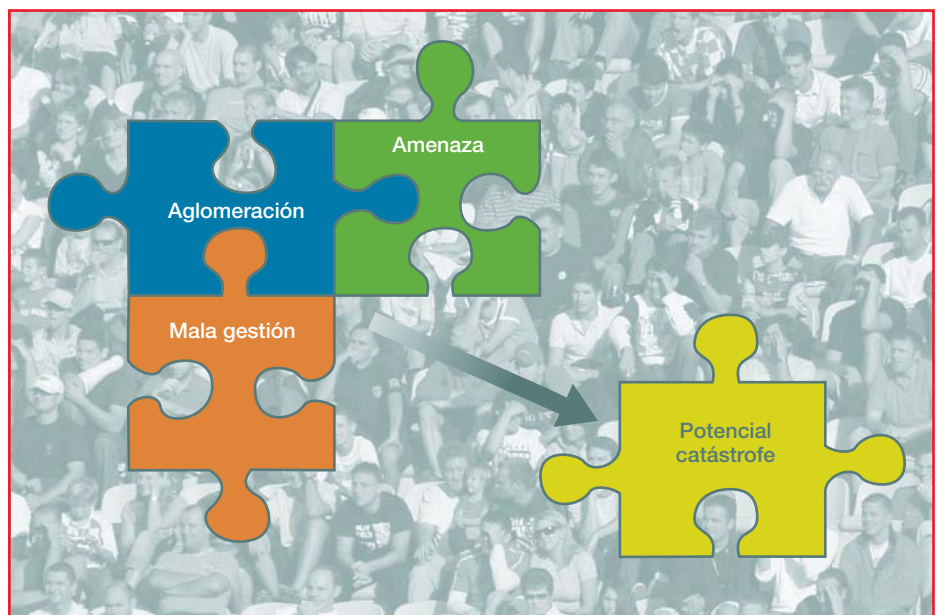 Amenaza
Aglomeración
Mala gestión
Potencial
catástrofe